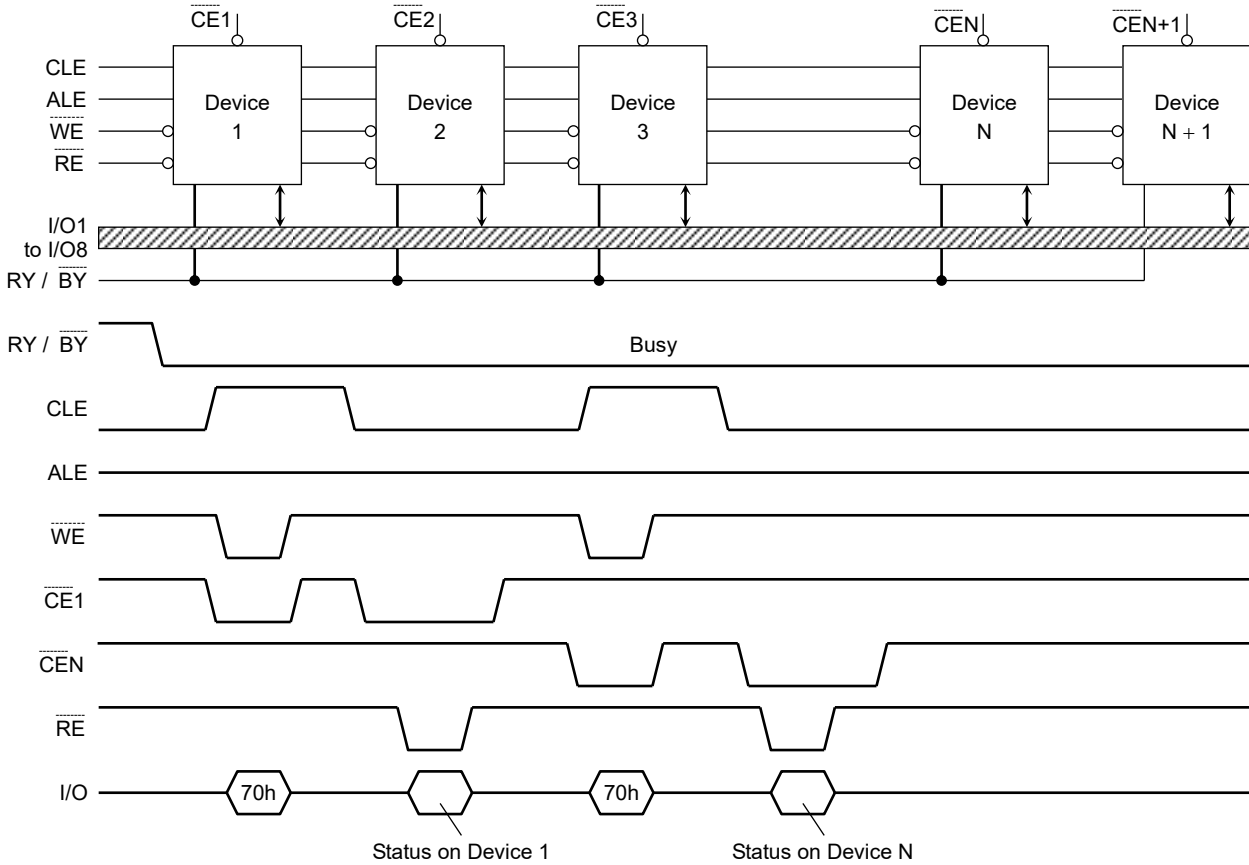 CE1 CE2 CE3 CEN CEN+1
CLE
ALE
WE
RE
Device 1
Device 2
Device 3
Device N
Device N + 1
I/O1 to I/O8
RY / BY
RY / BY
Busy
CLE
ALE
WE
CE1
CEN
RE
I/O
70h
70h
Status on Device 1
Status on Device N